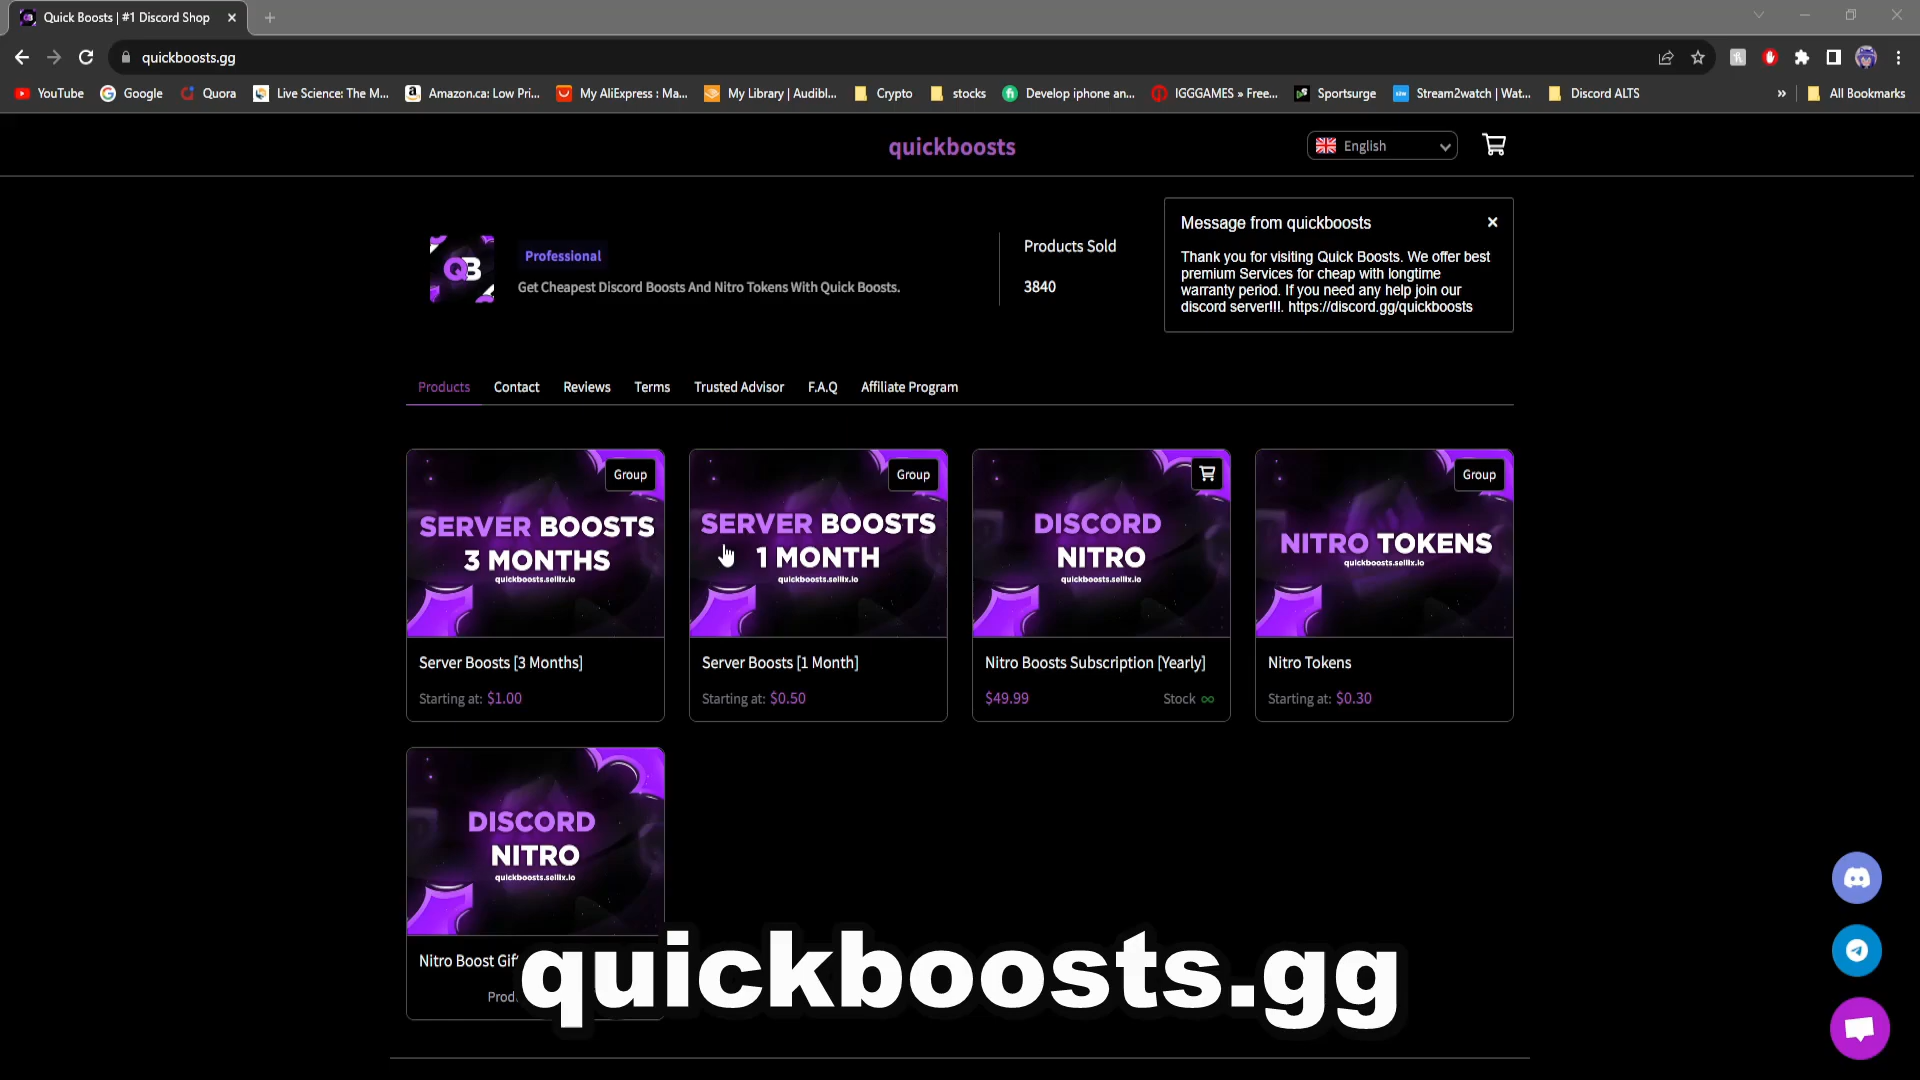 Quick Boosts | #1 Discord Shop
quickboosts.gg
YouTube
Google
Quora
Live Science: The M...
Amazon.ca: Low Pri...
My AliExpress : Ma...
My Library | Audibl...
Crypto
stocks
Develop iphone an...
IGGGAMES » Free...
Sportsurge
Stream2watch | Wat...
Discord ALTS
»
All Bookmarks
quickboosts
English
QB
Professional
Get Cheapest Discord Boosts And Nitro Tokens With Quick Boosts.
Products Sold
3840
Message from quickboosts
Thank you for visiting Quick Boosts. We offer best
premium Services for cheap with longtime
warranty period. If you need any help join our
discord server!!!. https://discord.gg/quickboosts
Products
Contact
Reviews
Terms
Trusted Advisor
F.A.Q
Affiliate Program
Group
SERVER BOOSTS
3 MONTHS
quickboosts.sellix.io
Server Boosts [3 Months]
Starting at: $1.00
Group
SERVER BOOSTS
1 MONTH
quickboosts.sellix.io
Server Boosts [1 Month]
Starting at: $0.50
DISCORD
NITRO
quickboosts.sellix.io
Nitro Boosts Subscription [Yearly]
$49.99
Stock ∞
Group
NITRO TOKENS
quickboosts.sellix.io
Nitro Tokens
Starting at: $0.30
DISCORD
NITRO
quickboosts.sellix.io
Nitro Boost Gif
Prod
quickboosts.gg